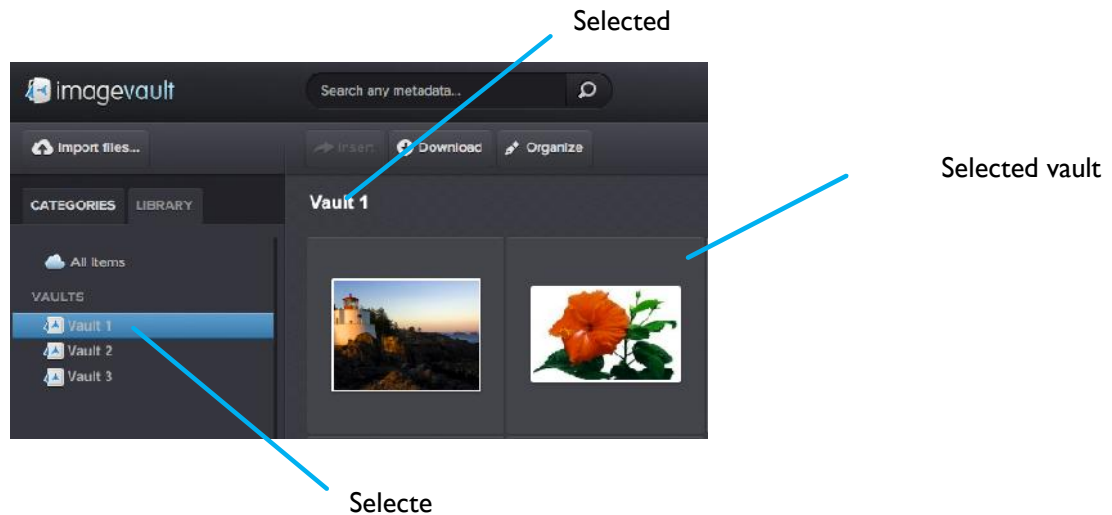 Selected
imagevault
Search any metadata...
Import files...
Insert
Download
Organize
Selected vault
CATEGORIES
LIBRARY
Vault 1
All Items
VAULTS
Vault 1
Vault 2
Vault 3
Selecte